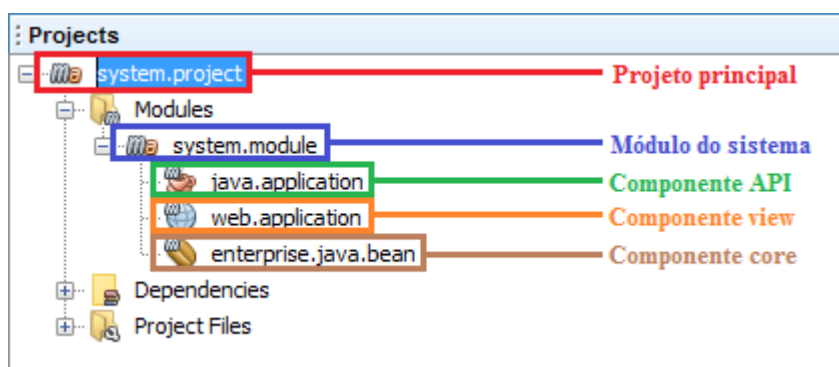 Projects
system.project Projeto principal
Modules
system.module Módulo do sistema
java.application Componente API
web.application Componente view
enterprise.java.bean Componente core
Dependencies
Project Files